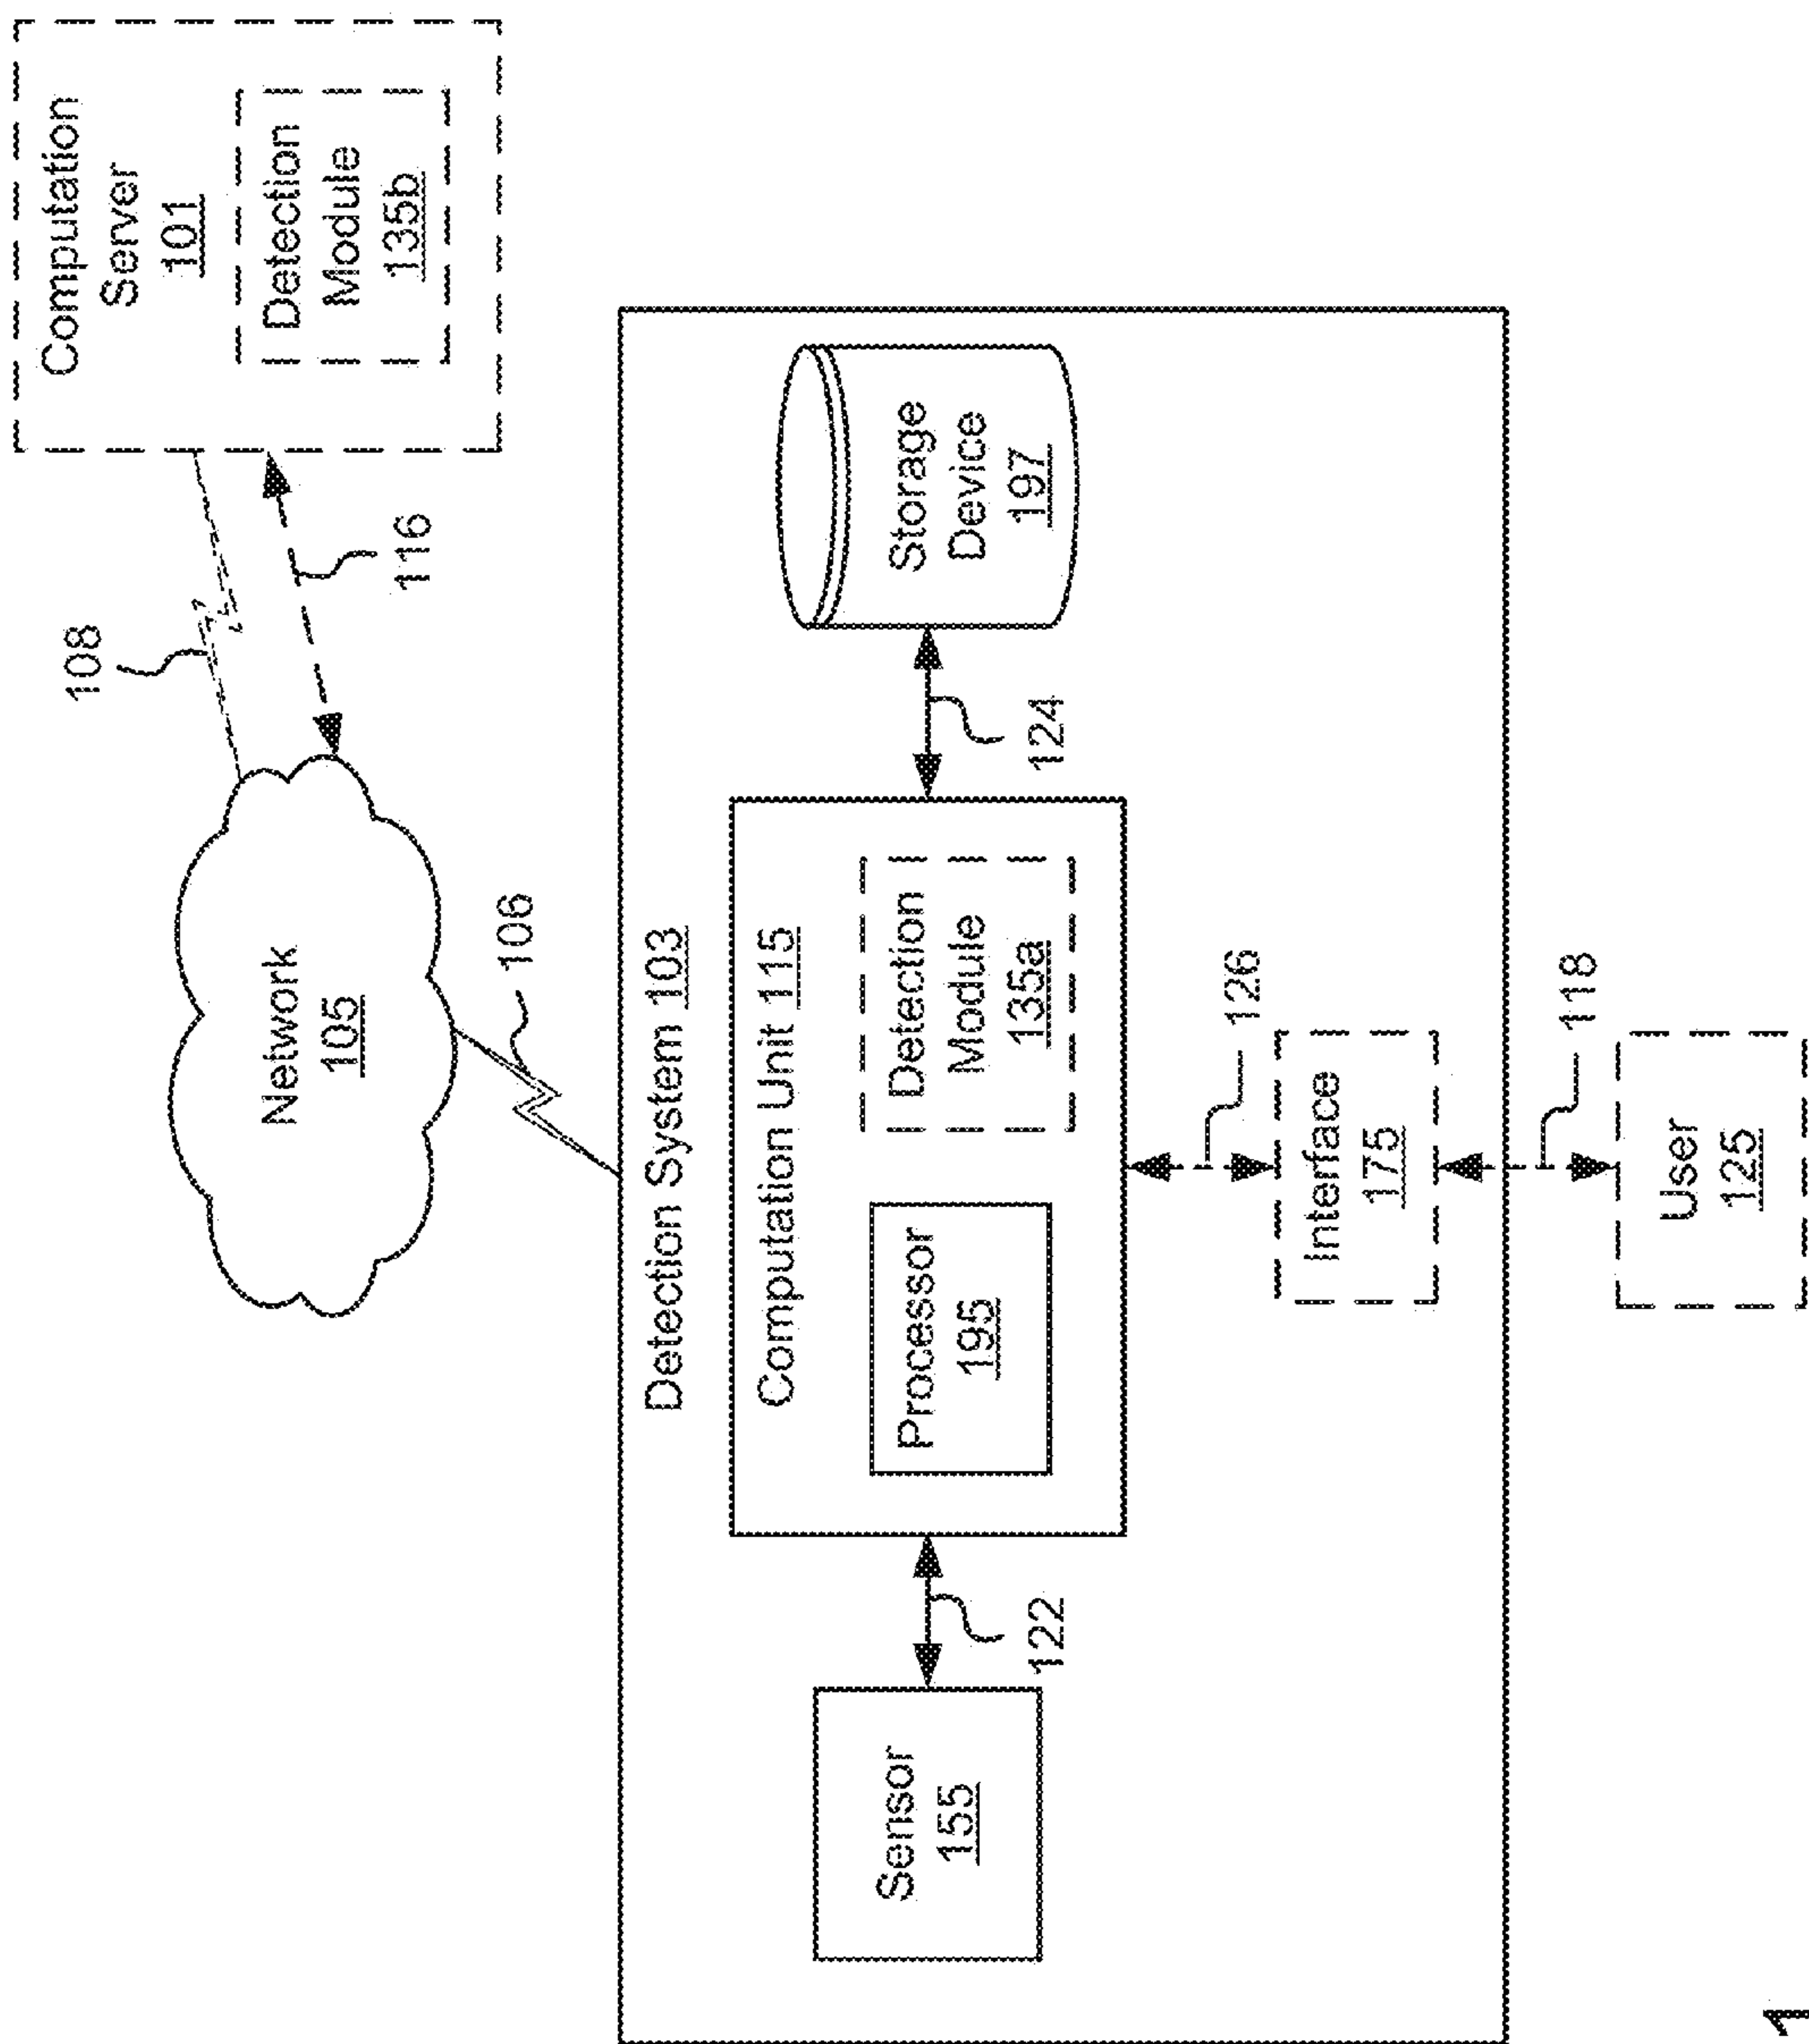 Computation
Server
101
Detection
Module
135b
108
116
Network
105
106
Detection System 103
Computation Unit 115
Processor
195
Detection
Module
135a
Sensor
155
122
124
Storage
Device
197
126
Interface
175
118
User
125
1